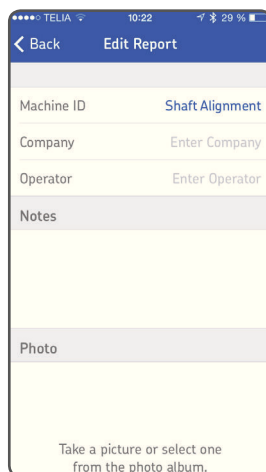 TELIA 10:22 29 %
Back Edit Report
Machine ID Shaft Alignment
Company Enter Company
Operator Enter Operator
Notes
Photo
Take a picture or select one
from the photo album.